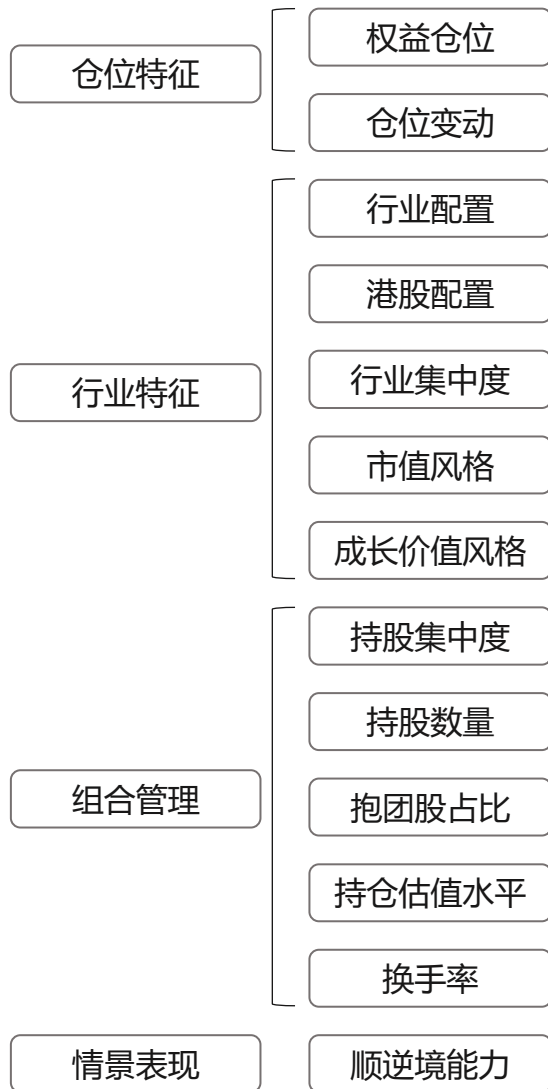 仓位特征
权益仓位
仓位变动
行业特征
行业配置
港股配置
行业集中度
市值风格
成长价值风格
组合管理
持股集中度
持股数量
抱团股占比
持仓估值水平
换手率
情景表现
顺逆境能力